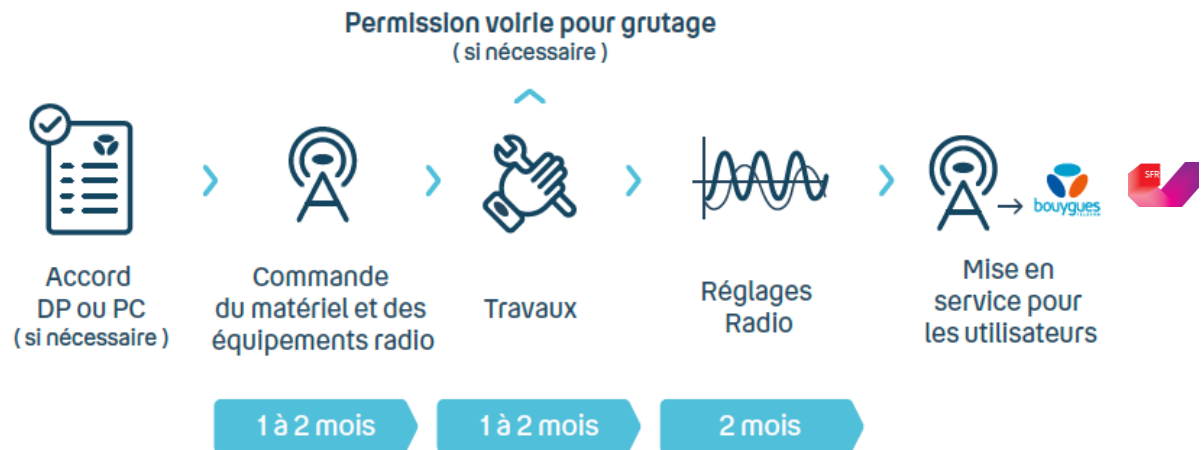 Permission voirie pour grutage
( si nécessaire )
SFR
bouygues
TELECOM
Accord
DP ou PC
( si nécessaire )
Commande
du matériel et des
équipements radio
Travaux
Réglages
Radio
Mise en
service pour
les utilisateurs
1 à 2 mois
1 à 2 mois
2 mois